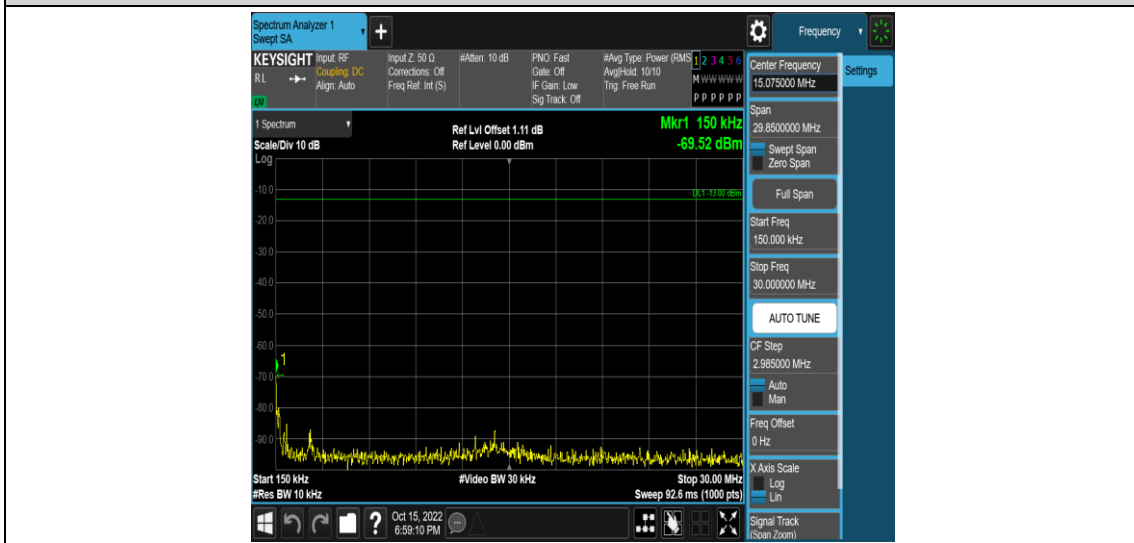 Spectrum Analyzer 1
Swept SA
+
Frequency
KEYSIGHT
RL
LXI
Input: RF
Coupling: DC
Align: Auto
Input Z: 50 Ω
Corrections: Off
Freq Ref: Int (S)
#Atten: 10 dB
PNO: Fast
Gate: Off
IF Gain: Low
Sig Track: Off
#Avg Type: Power (RMS
Avg|Hold: 10/10
Trig: Free Run
1 2 3 4 5 6
M W W W W W
P P P P P P
1 Spectrum
Scale/Div 10 dB
Ref Lvl Offset 1.11 dB
Ref Level 0.00 dBm
Mkr1 150 kHz
-69.52 dBm
Log
DL1 -13.00 dBm
-10.0
-20.0
-30.0
-40.0
-50.0
-60.0
-70.0
-80.0
-90.0
1
Start 150 kHz
#Res BW 10 kHz
#Video BW 30 kHz
Stop 30.00 MHz
Sweep 92.6 ms (1000 pts)
Center Frequency
15.075000 MHz
Settings
Span
29.8500000 MHz
Swept Span
Zero Span
Full Span
Start Freq
150.000 kHz
Stop Freq
30.000000 MHz
AUTO TUNE
CF Step
2.985000 MHz
Auto
Man
Freq Offset
0 Hz
X Axis Scale
Log
Lin
Signal Track
(Span Zoom)
?
Oct 15, 2022
6:59:10 PM